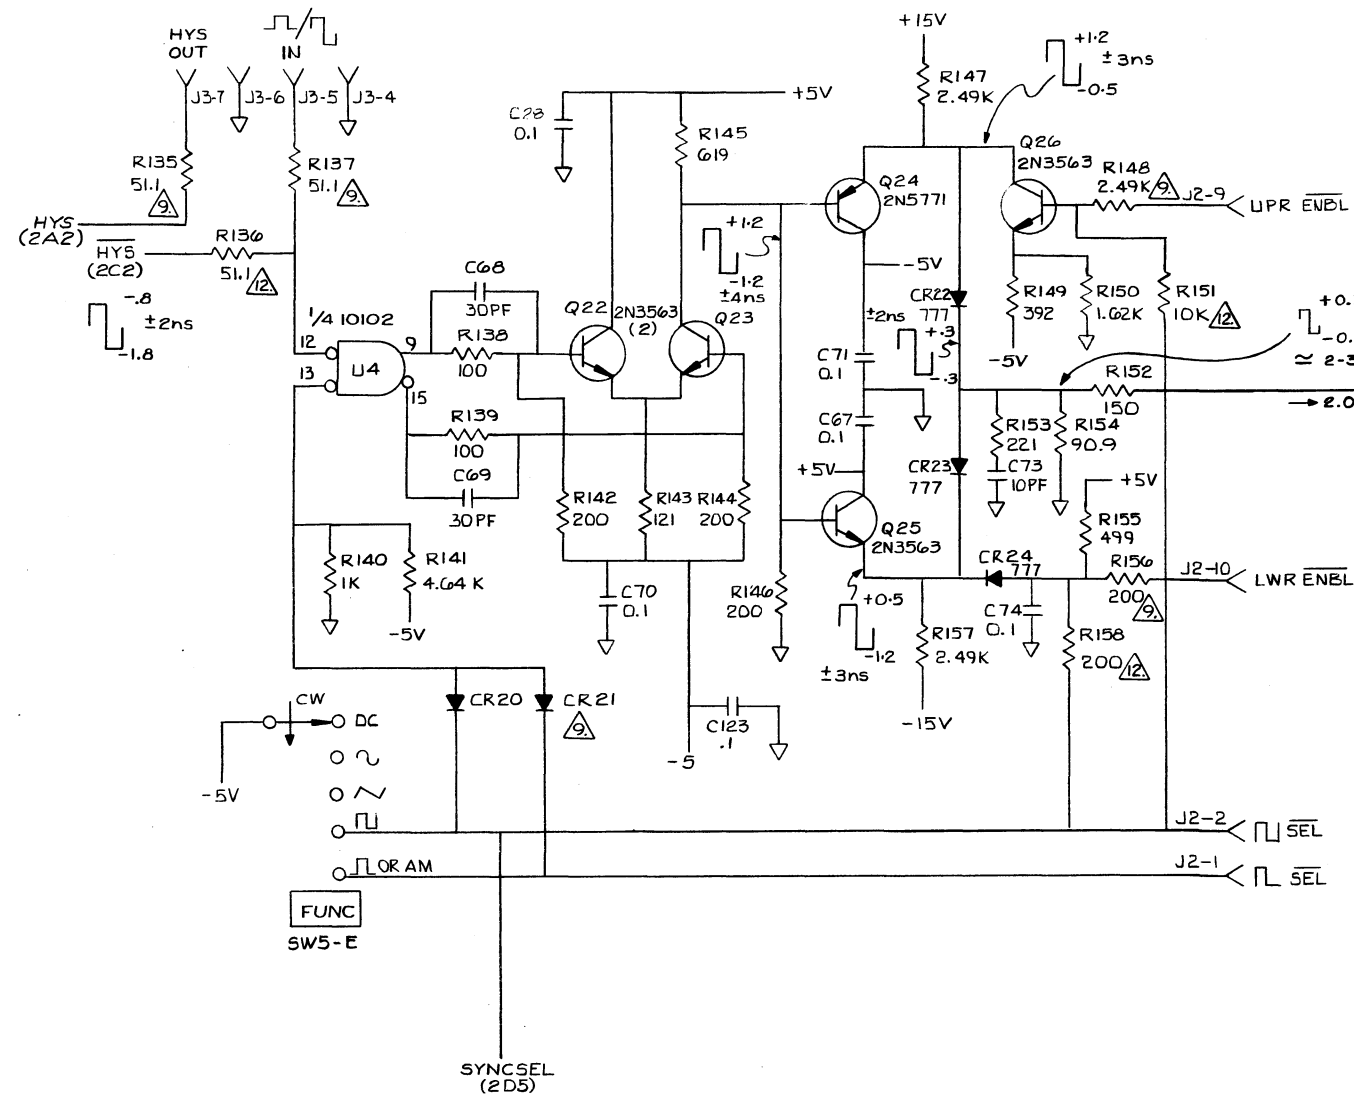 HYS
OUT
IN
J3-7
J3-6
J3-5
J3-4
R135
51.1
9.
R137
51.1
9.
HYS
(2A2)
HYS
(2C2)
R136
51.1
12.
-.8
±2ns
-1.8
1/4 10102
12
13
9
15
U4
C68
30PF
R138
100
R139
100
C69
30PF
C28
0.1
+5V
R145
619
Q22
2N3563
(2)
Q23
+1.2
-1.2
±4ns
R142
200
R143
121
R144
200
C70
0.1
R140
1K
R141
4.64 K
-5V
R146
200
C123
.1
-5
+15V
R147
2.49K
+1.2
±3ns
-0.5
Q24
2N5771
Q26
2N3563
R148
2.49K
9.
J2-9
UPR ENBL
-5V
CR22
777
±2ns
+.3
-.3
R149
392
-5V
R150
1.62K
R151
10K
12.
+0.
-0.
≃ 2-3
C71
0.1
C67
0.1
+5V
R152
150
→ 2.0
R153
221
C73
10PF
R154
90.9
CR23
777
Q25
2N3563
+5V
R155
499
CR24
777
R156
200
9.
J2-10
LWR ENBL
C74
0.1
+0.5
-1.2
±3ns
R157
2.49K
-15V
R158
200
12.
CW
DC
-5V
CR20
CR21
9.
OR AM
FUNC
SW5-E
J2-2
SEL
J2-1
SEL
SYNCSEL
(2D5)